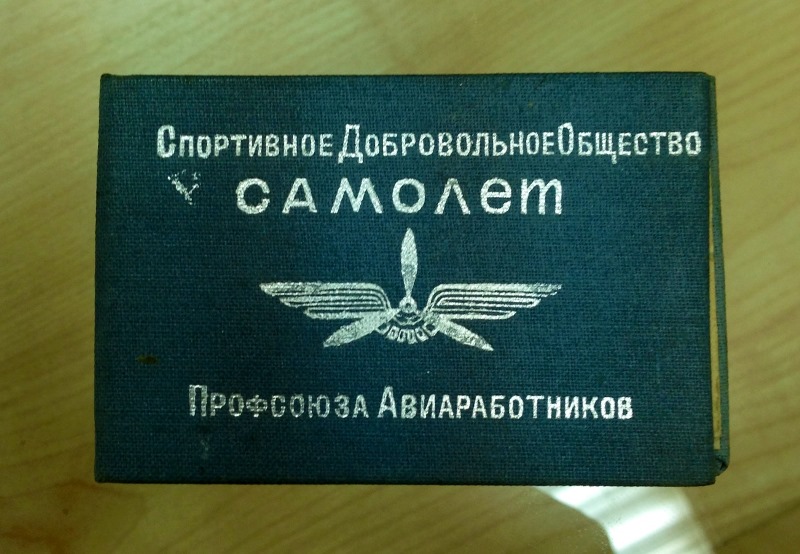 Спортивное Добровольное Общество
САМОЛЕТ
Профсоюза Авиаработников